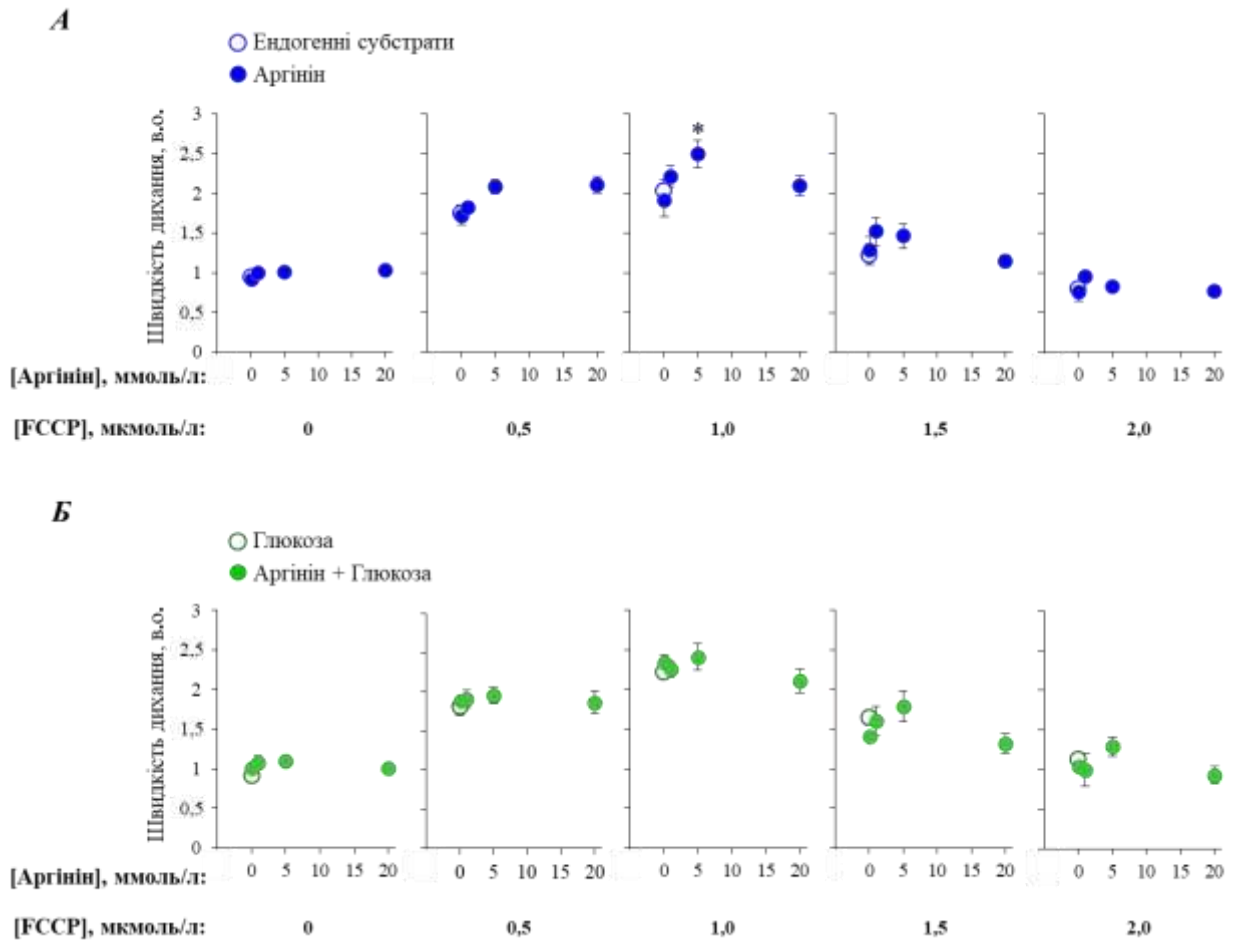 А
Ендогенні субстрати
Аргінін
Швидкість дихання, в.о.
3
2,5
2
1,5
1
0,5
0
*
[Аргінін], ммоль/л: 0 5 10 15 20 0 5 10 15 20 0 5 10 15 20 0 5 10 15 20 0 5 10 15 20
[FCCP], мкмоль/л: 0 0,5 1,0 1,5 2,0
Б
Глюкоза
Аргінін + Глюкоза
Швидкість дихання, в.о.
3
2,5
2
1,5
1
0,5
0
[Аргінін], ммоль/л: 0 5 10 15 20 0 5 10 15 20 0 5 10 15 20 0 5 10 15 20 0 5 10 15 20
[FCCP], мкмоль/л: 0 0,5 1,0 1,5 2,0